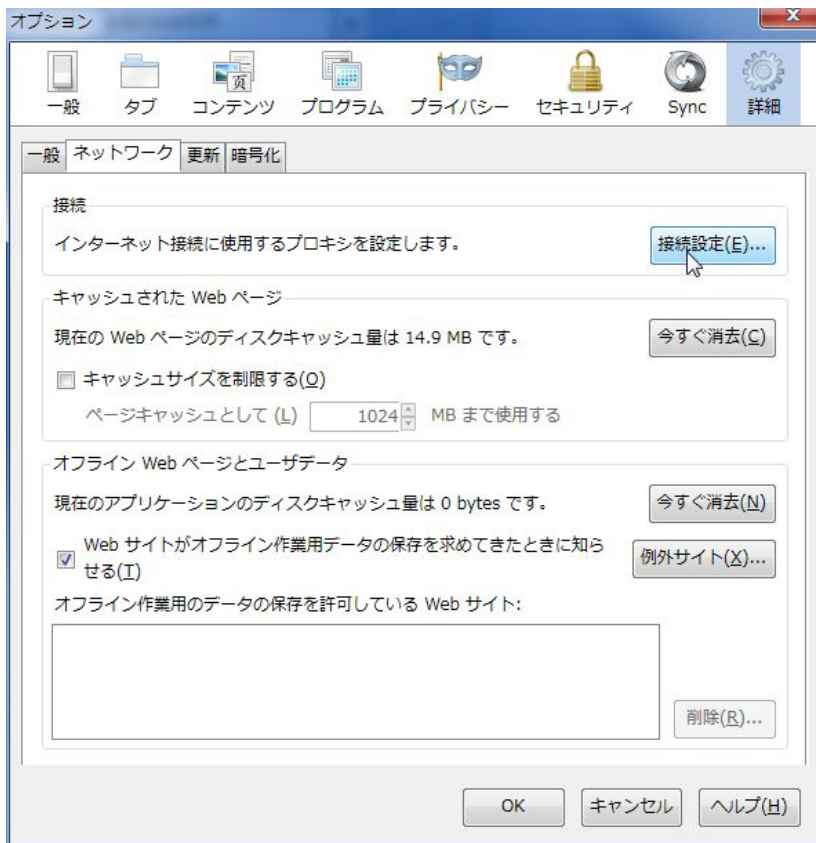 オプション
一般 タブ コンテンツ プログラム プライバシー セキュリティ Sync 詳細
一般 ネットワーク 更新 暗号化
接続
インターネット接続に使用するプロキシを設定します。 接続設定(E)...
キャッシュされた Web ページ
現在の Web ページのディスクキャッシュ量は 14.9 MB です。 今すぐ消去(C)
キャッシュサイズを制限する(O)
ページキャッシュとして (L) 1024 MB まで使用する
オフライン Web ページとユーザデータ
現在のアプリケーションのディスクキャッシュ量は 0 bytes です。 今すぐ消去(N)
Web サイトがオフライン作業用データの保存を求めてきたときに知ら
せる(T) 例外サイト(X)...
オフライン作業用のデータの保存を許可している Web サイト:
削除(R)...
OK キャンセル ヘルプ(H)